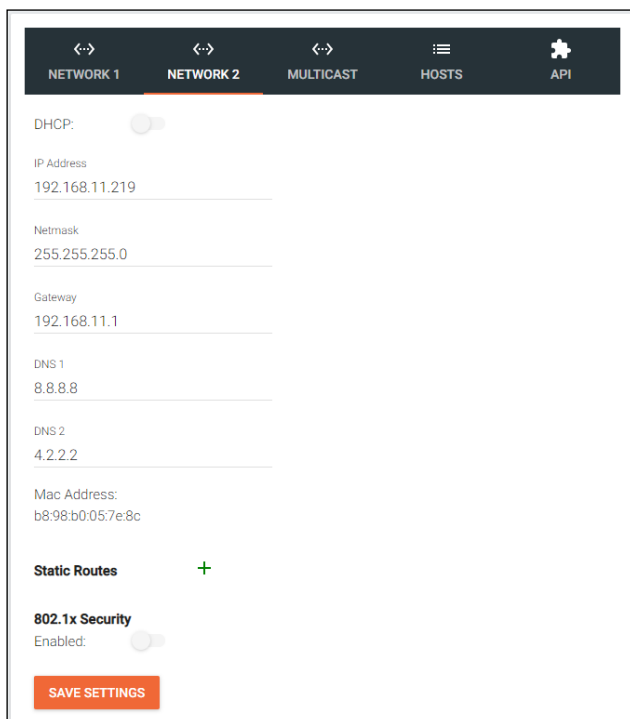 NETWORK 1 NETWORK 2 MULTICAST HOSTS API
DHCP:
IP Address
192.168.11.219
Netmask
255.255.255.0
Gateway
192.168.11.1
DNS 1
8.8.8.8
DNS 2
4.2.2.2
Mac Address:
b8:98:b0:05:7e:8c
Static Routes
802.1x Security
Enabled:
SAVE SETTINGS